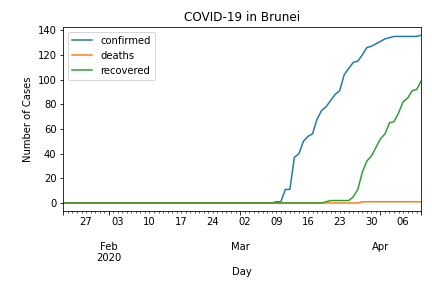 COVID-19 in Brunei
140
120
100
80
60
40
20
0
Number of Cases
confirmed
deaths
recovered
27 03 10 17 24 02 09 16 23 30 06
Feb Mar Apr
2020
Day